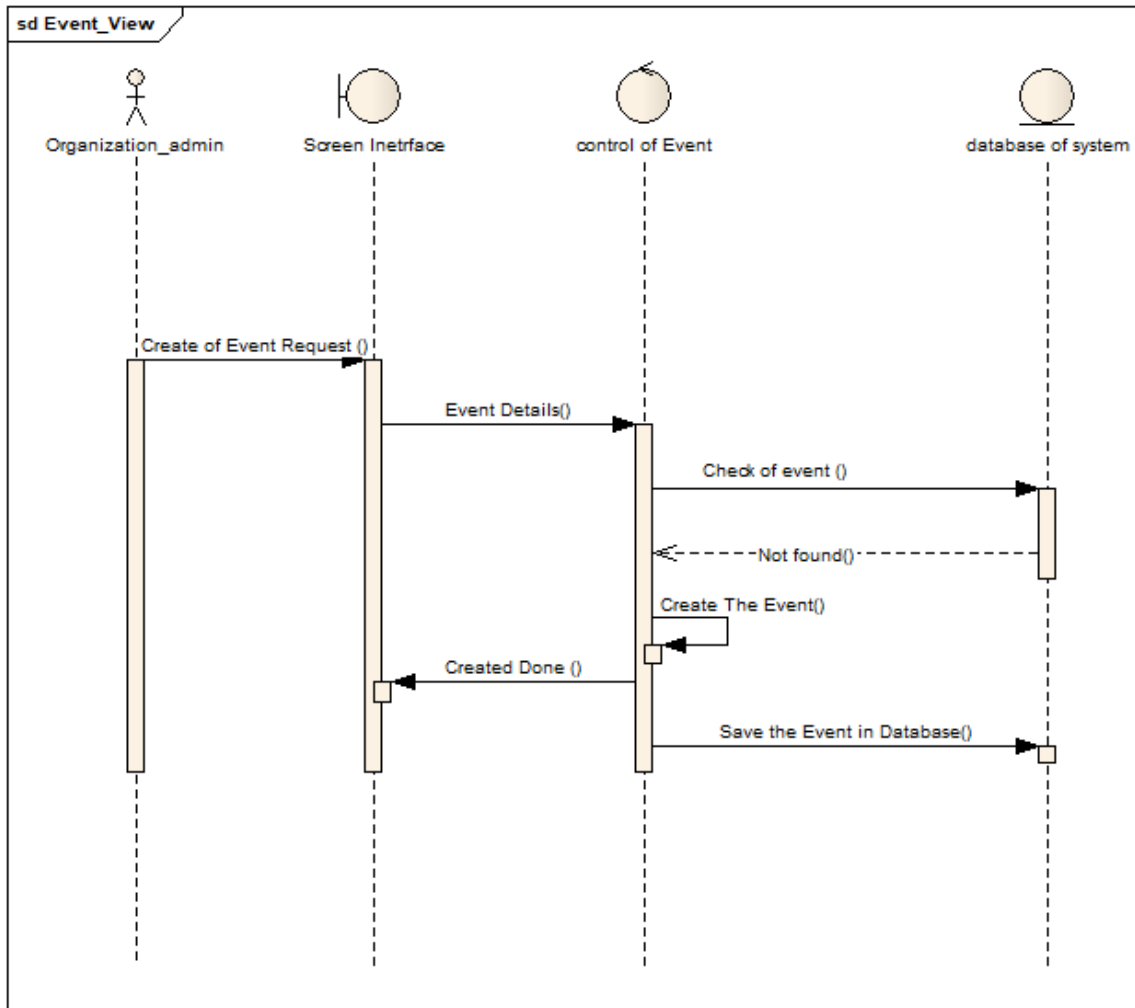 sd Event_View
Organization_admin
Screen Inetrface
control of Event
database of system
Create of Event Request ()
Event Details()
Check of event ()
Not found()
Create The Event()
Created Done ()
Save the Event in Database()